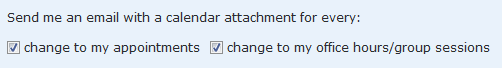 Send me an email with a calendar attachment for every:
change to my appointments change to my office hours/group sessions